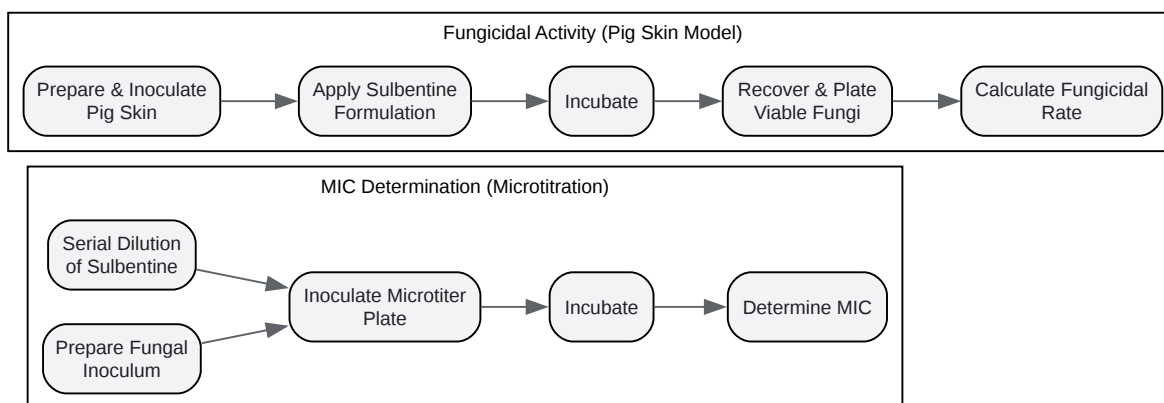 Fungicidal Activity (Pig Skin Model)
Prepare & Inoculate
Pig Skin
Apply Sulbentine
Formulation
Incubate
Recover & Plate
Viable Fungi
Calculate Fungicidal
Rate
MIC Determination (Microtitration)
Serial Dilution
of Sulbentine
Prepare Fungal
Inoculum
Inoculate Microtiter
Plate
Incubate
Determine MIC